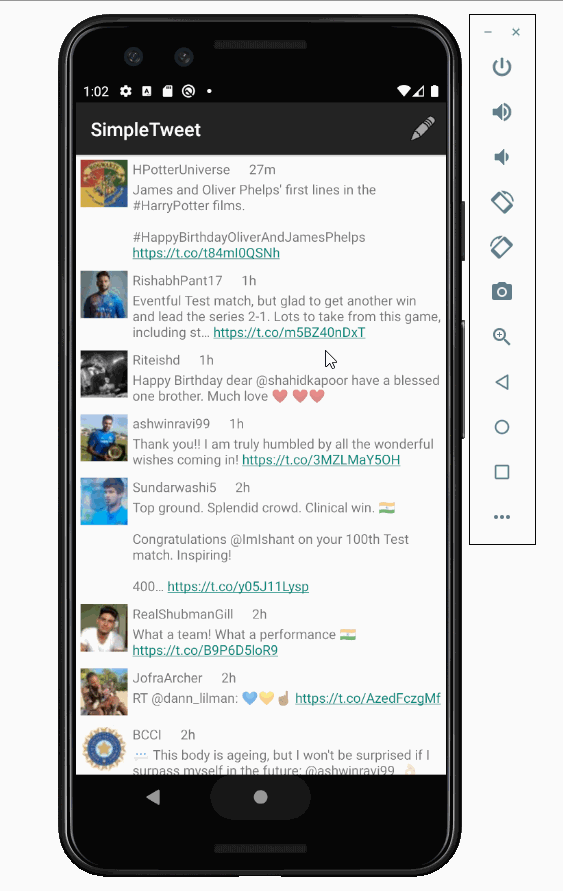 1:02
SimpleTweet
HPotterUniverse 27m
James and Oliver Phelps' first lines in the
#HarryPotter films.
#HappyBirthdayOliverAndJamesPhelps
https://t.co/t84mI0QSNh
RishabhPant17 1h
Eventful Test match, but glad to get another win
and lead the series 2-1. Lots to take from this game,
including st… https://t.co/m5BZ40nDxT
Riteishd 1h
Happy Birthday dear @shahidkapoor have a blessed
one brother. Much love ❤️ ❤️❤️
ashwinravi99 1h
Thank you!! I am truly humbled by all the wonderful
wishes coming in! https://t.co/3MZLMaY5OH
Sundarwashi5 2h
Top ground. Splendid crowd. Clinical win. 🇮🇳
Congratulations @ImIshant on your 100th Test
match. Inspiring!
400… https://t.co/y05J11Lysp
RealShubmanGill 2h
What a team! What a performance 🇮🇳
https://t.co/B9P6D5loR9
JofraArcher 2h
RT @dann_lilman: 💙💛☝🏽 https://t.co/AzedFczgMf
BCCI 2h
💬 This body is ageing, but I won't be surprised if I
surpass myself in the future: @ashwinravi99 👌🏻